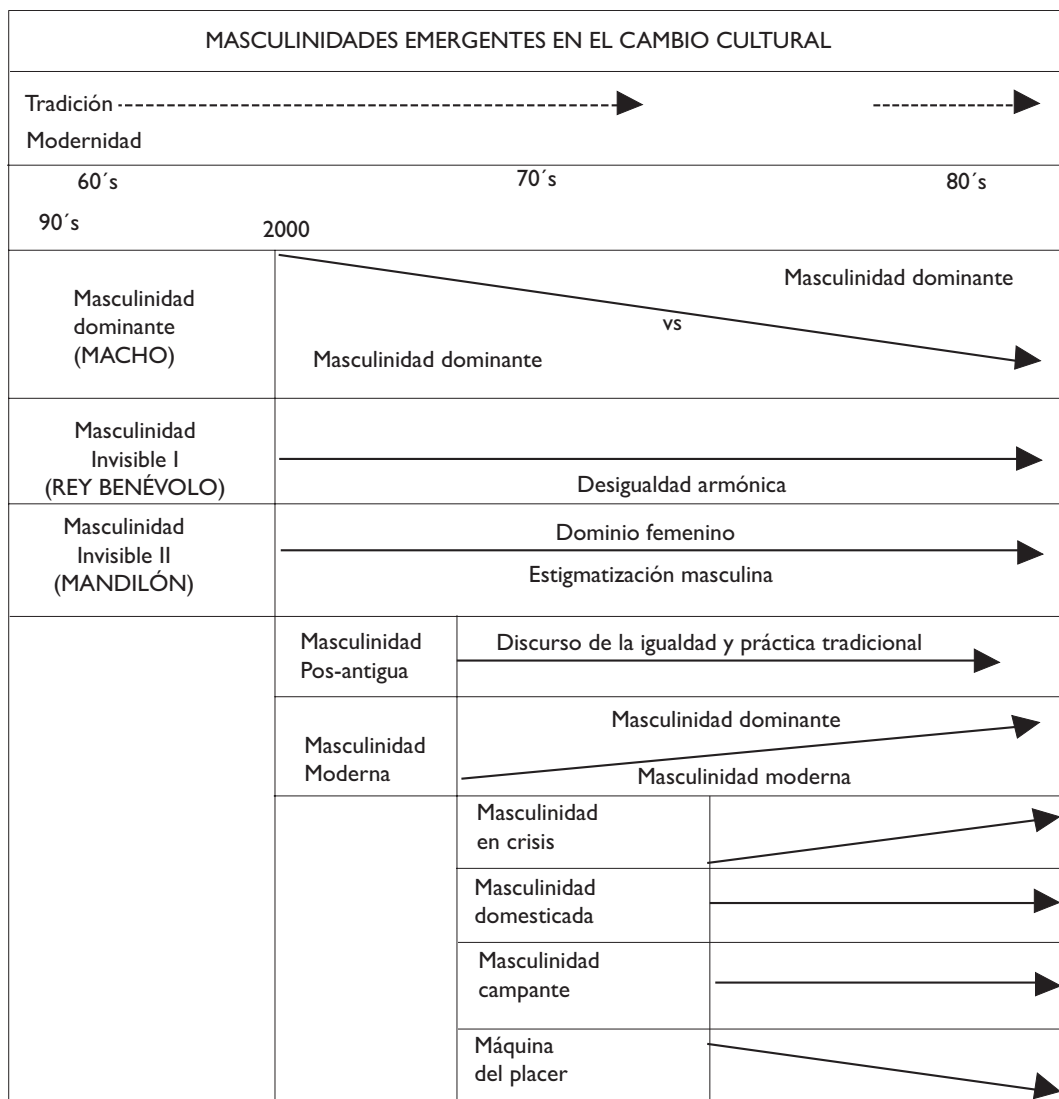 MASCULINIDADES EMERGENTES EN EL CAMBIO CULTURAL
Tradición
Modernidad
60´s 70´s 80´s
90´s 2000
Masculinidad
dominante
(MACHO)
Masculinidad dominante
vs
Masculinidad dominante
Masculinidad
Invisible I
(REY BENÉVOLO)
Desigualdad armónica
Masculinidad
Invisible II
(MANDILÓN)
Dominio femenino
Estigmatización masculina
Masculinidad
Pos-antigua
Discurso de la igualdad y práctica tradicional
Masculinidad
Moderna
Masculinidad dominante
Masculinidad moderna
Masculinidad
en crisis
Masculinidad
domesticada
Masculinidad
campante
Máquina
del placer